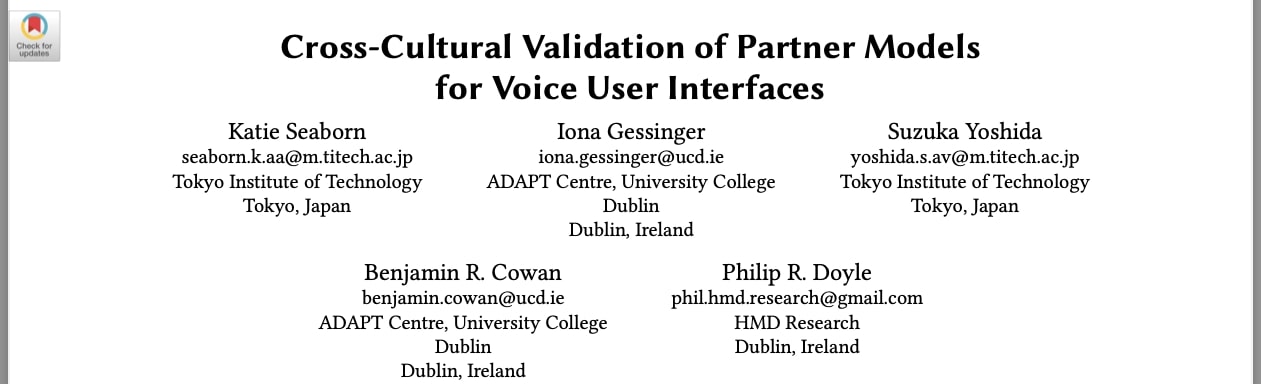 Check for
updates
Cross-Cultural Validation of Partner Models
for Voice User Interfaces
Katie Seaborn
seaborn.k.aa@m.titech.ac.jp
Tokyo Institute of Technology
Tokyo, Japan
Iona Gessinger
iona.gessinger@ucd.ie
ADAPT Centre, University College
Dublin
Dublin, Ireland
Suzuka Yoshida
yoshida.s.av@m.titech.ac.jp
Tokyo Institute of Technology
Tokyo, Japan
Benjamin R. Cowan
benjamin.cowan@ucd.ie
ADAPT Centre, University College
Dublin
Dublin, Ireland
Philip R. Doyle
phil.hmd.research@gmail.com
HMD Research
Dublin, Ireland